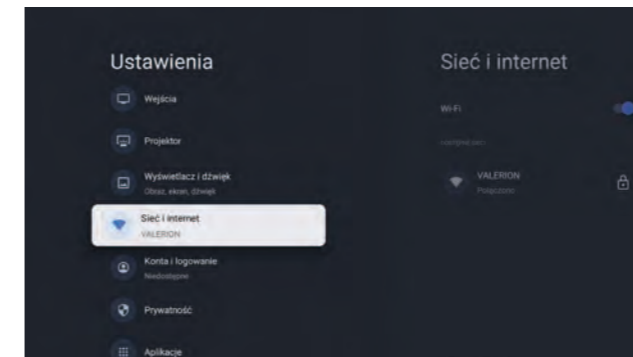 Ustawienia
Wejścia
Projektor
Wyświetlacz i dźwięk
Obraz, ekran, dźwięk
Sieć i internet
VALERION
Konta i logowanie
Niedostępne
Prywatność
Aplikacje
Sieć i internet
Wi-Fi
VALERION
Połączono